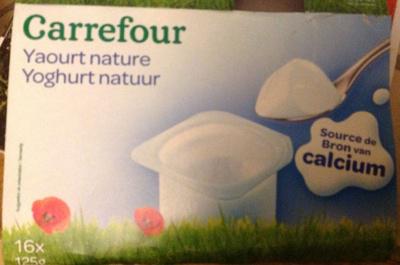 Carrefour
Yaourt nature
Yoghurt natuur
Source de
Bron van
calcium
16x
125g